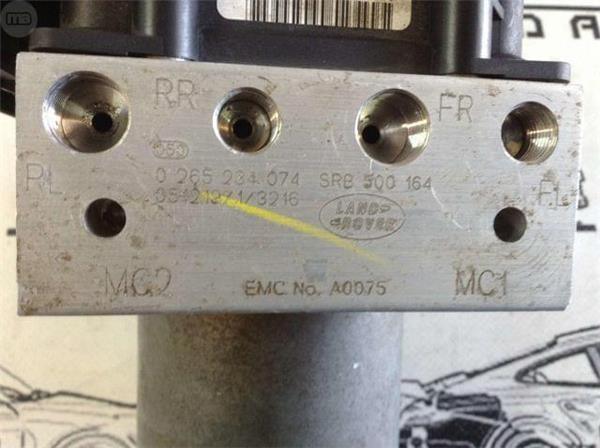 RR
FR
RL
FL
0 265 234 074 SRB 500 164
LAND
ROVER
MC2
EMC No. A0075
MC1